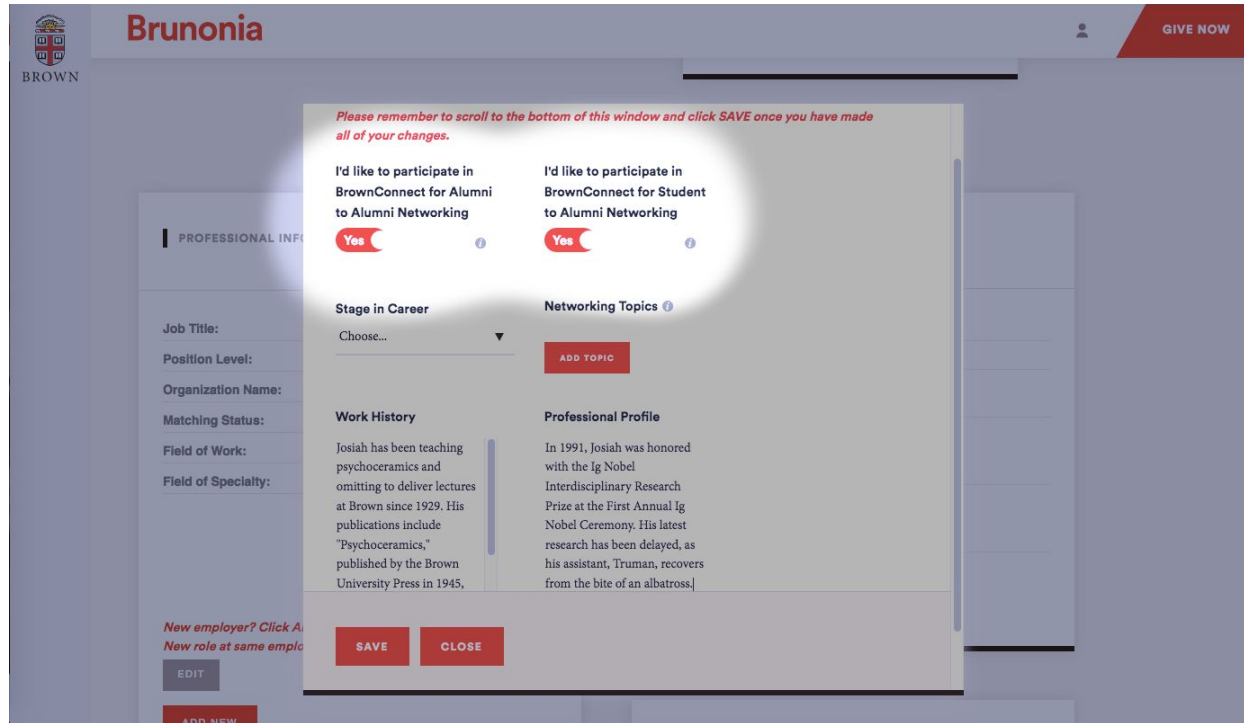 Brunonia
GIVE NOW
BROWN
Please remember to scroll to the bottom of this window and click SAVE once you have made
all of your changes.
I'd like to participate in
BrownConnect for Alumni
to Alumni Networking
Yes
I'd like to participate in
BrownConnect for Student
to Alumni Networking
Yes
PROFESSIONAL INFO
Job Title:
Position Level:
Organization Name:
Matching Status:
Field of Work:
Field of Specialty:
Stage in Career
Choose...
Networking Topics
ADD TOPIC
Work History
Josiah has been teaching
psychoceramics and
omitting to deliver lectures
at Brown since 1929. His
publications include
"Psychoceramics,"
published by the Brown
University Press in 1945,
Professional Profile
In 1991, Josiah was honored
with the Ig Nobel
Interdisciplinary Research
Prize at the First Annual Ig
Nobel Ceremony. His latest
research has been delayed, as
his assistant, Truman, recovers
from the bite of an albatross.
SAVE
CLOSE
New employer? Click
New role at same
EDIT
ADD NEW